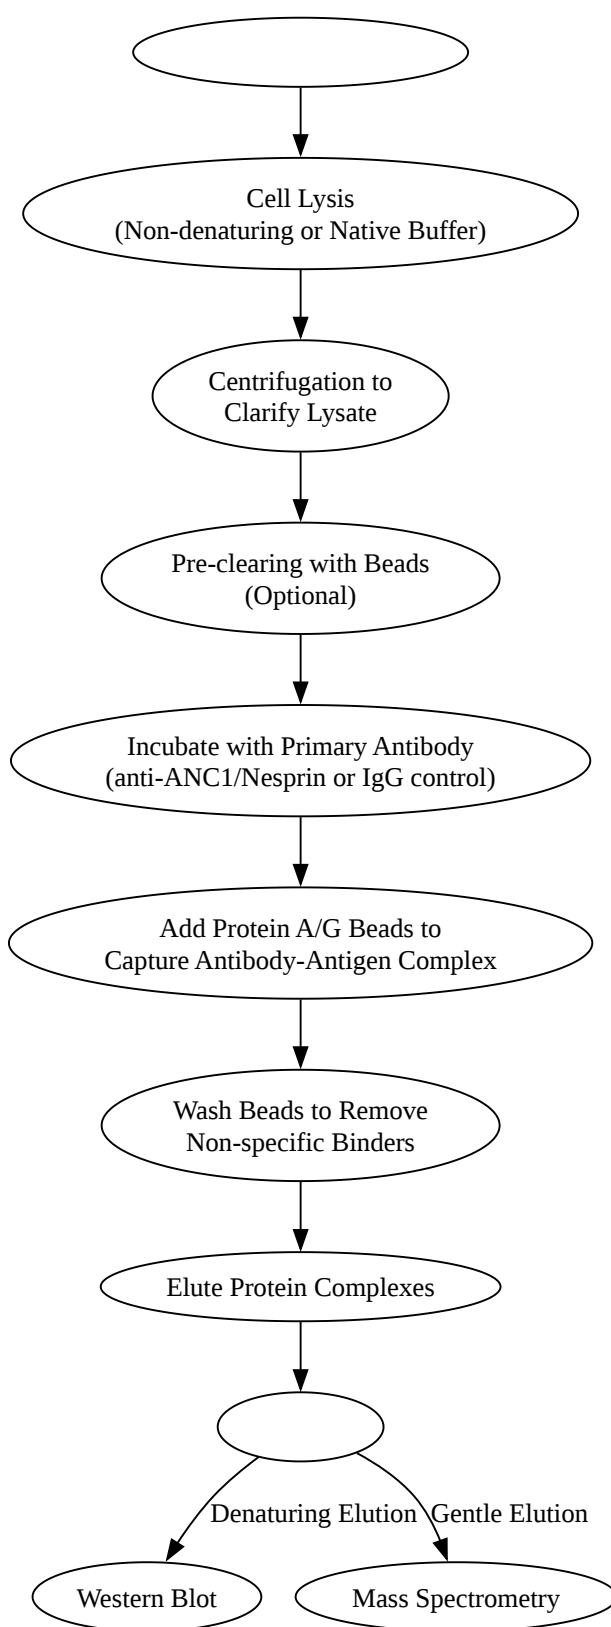 Cell Lysis
(Non-denaturing or Native Buffer)
Centrifugation to
Clarify Lysate
Pre-clearing with Beads
(Optional)
Incubate with Primary Antibody
(anti-ANC1/Nesprin or IgG control)
Add Protein A/G Beads to
Capture Antibody-Antigen Complex
Wash Beads to Remove
Non-specific Binders
Elute Protein Complexes
Denaturing Elution
Gentle Elution
Western Blot
Mass Spectrometry